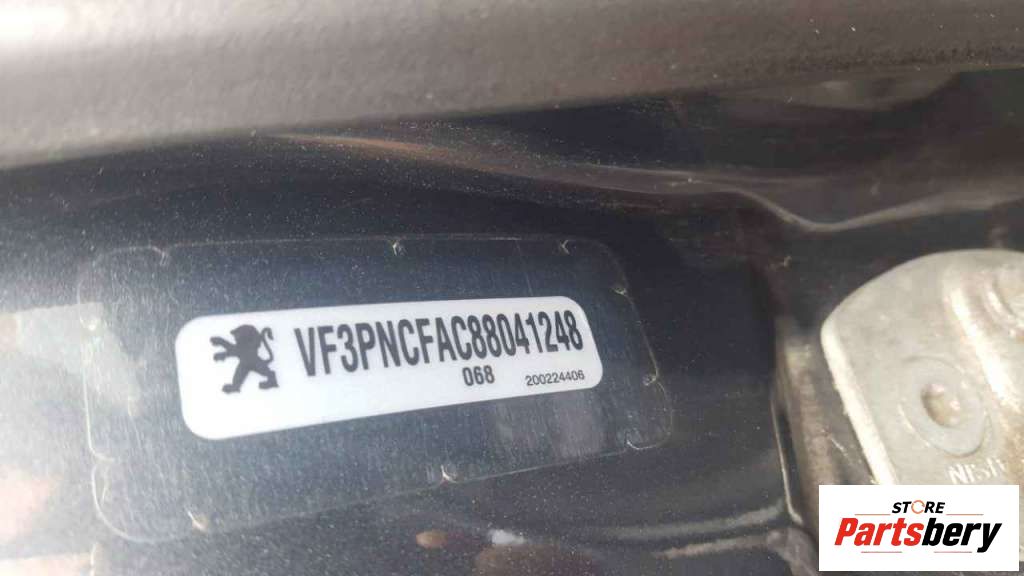 VF3PNCFAC88041248
068 200224406
STORE
Partsbery